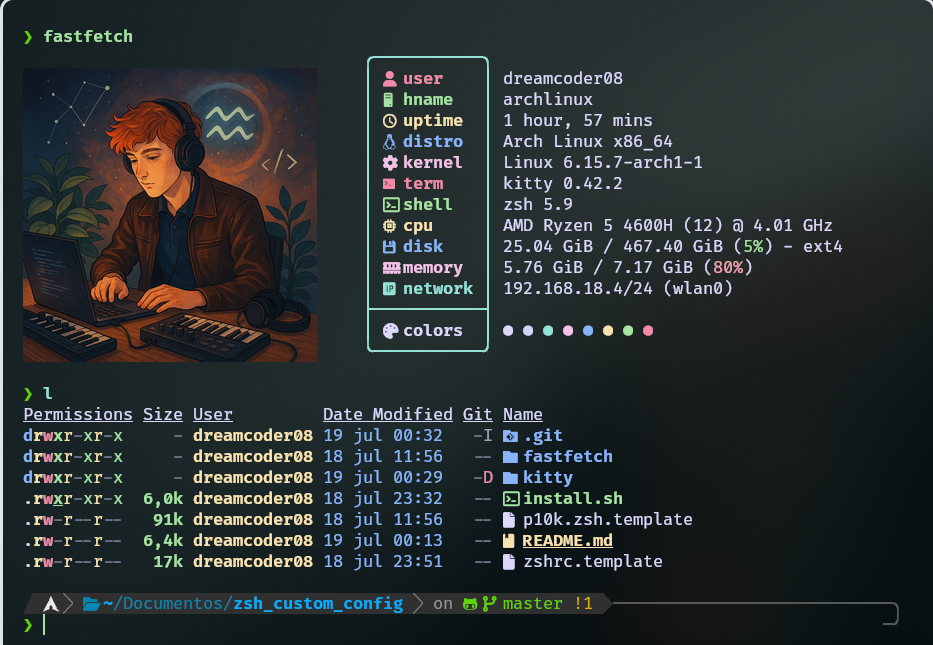 ❯ fastfetch
</>
user dreamcoder08
hname archlinux
uptime 1 hour, 57 mins
distro Arch Linux x86_64
kernel Linux 6.15.7-arch1-1
term kitty 0.42.2
shell zsh 5.9
cpu AMD Ryzen 5 4600H (12) @ 4.01 GHz
disk 25.04 GiB / 467.40 GiB (5%) - ext4
memory 5.76 GiB / 7.17 GiB (80%)
IP network 192.168.18.4/24 (wlan0)
colors
❯ l
Permissions Size User Date Modified Git Name
drwxr-xr-x - dreamcoder08 19 jul 00:32 -I .git
drwxr-xr-x - dreamcoder08 18 jul 11:56 -- fastfetch
drwxr-xr-x - dreamcoder08 19 jul 00:29 -D kitty
.rwxr-xr-x 6,0k dreamcoder08 18 jul 23:32 -- install.sh
.rw-r--r-- 91k dreamcoder08 18 jul 11:56 -- p10k.zsh.template
.rw-r--r-- 6,4k dreamcoder08 19 jul 00:13 -- README.md
.rw-r--r-- 17k dreamcoder08 18 jul 23:51 -- zshrc.template
~/Documentos/zsh_custom_config on master !1
❯